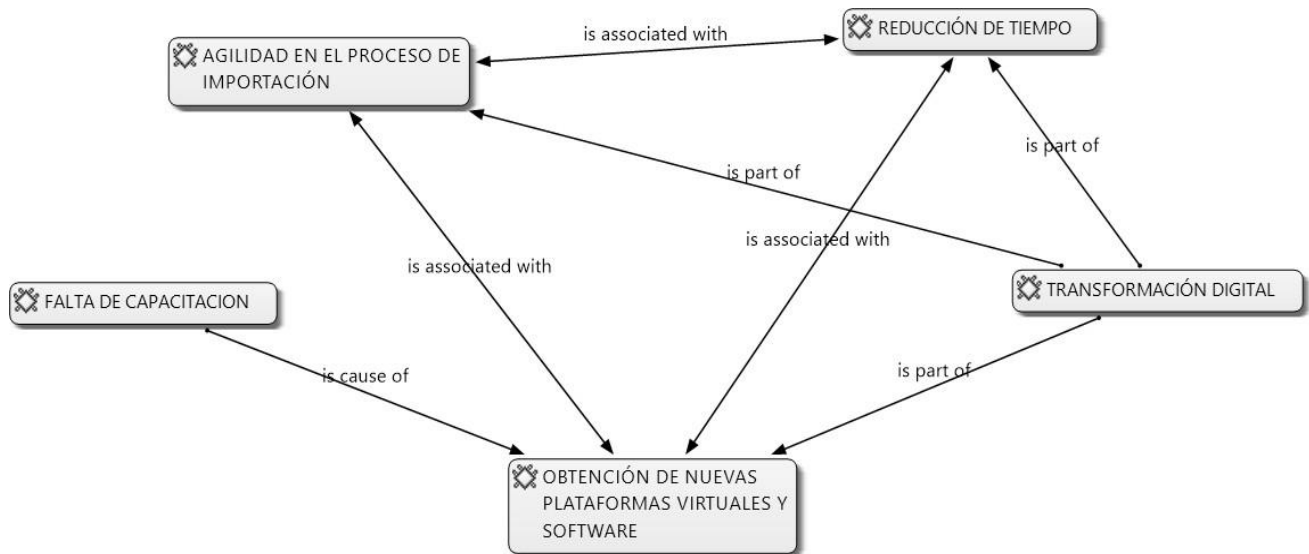 is associated with
REDUCCIÓN DE TIEMPO
AGILIDAD EN EL PROCESO DE
IMPORTACIÓN
is part of
is part of
is associated with
is associated with
FALTA DE CAPACITACION
TRANSFORMACIÓN DIGITAL
is cause of
is part of
OBTENCIÓN DE NUEVAS
PLATAFORMAS VIRTUALES Y
SOFTWARE